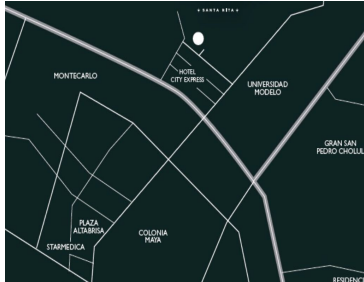 SANTA RITA
MONTECARLO
HOTEL
CITY EXPRESS
UNIVERSIDAD
MODELO
GRAN SAN
PEDRO CHOLUL
PLAZA
ALTABRISA
COLONIA
MAYA
STARMEDICA
RESIDENC